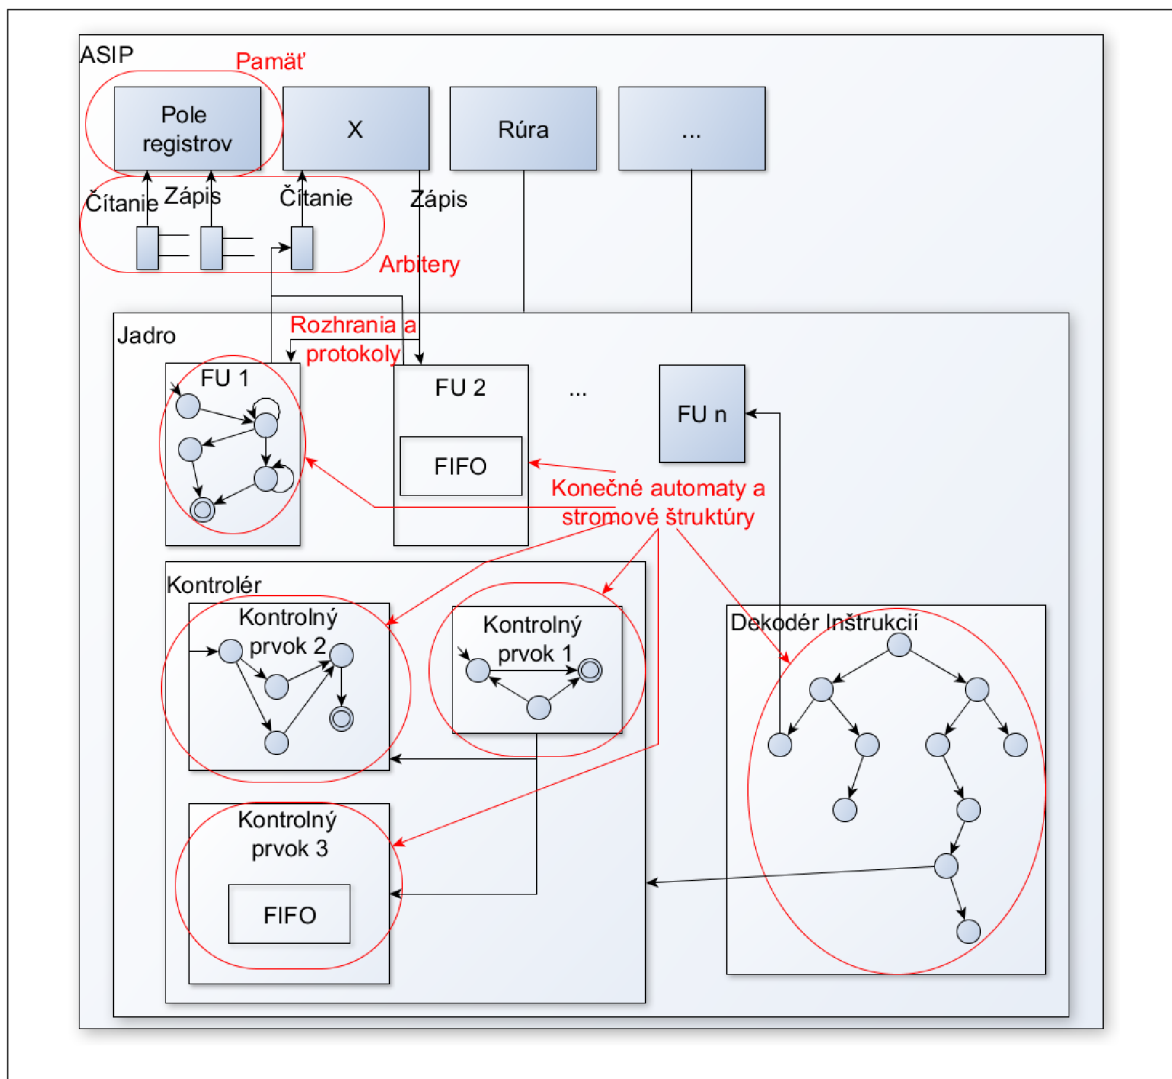 ASIP
Pamäť
Pole
registrov
X
Rúra
...
Čítanie
Zápis
Čítanie
Zápis
Arbitery
Jadro
Rozhrania a
protokoly
FU 1
FU 2
...
FU n
FIFO
Konečné automaty a
stromové štruktúry
Kontrolér
Kontrolný
prvok 2
Kontrolný
prvok 1
Dekodér Inštrukcií
Kontrolný
prvok 3
FIFO